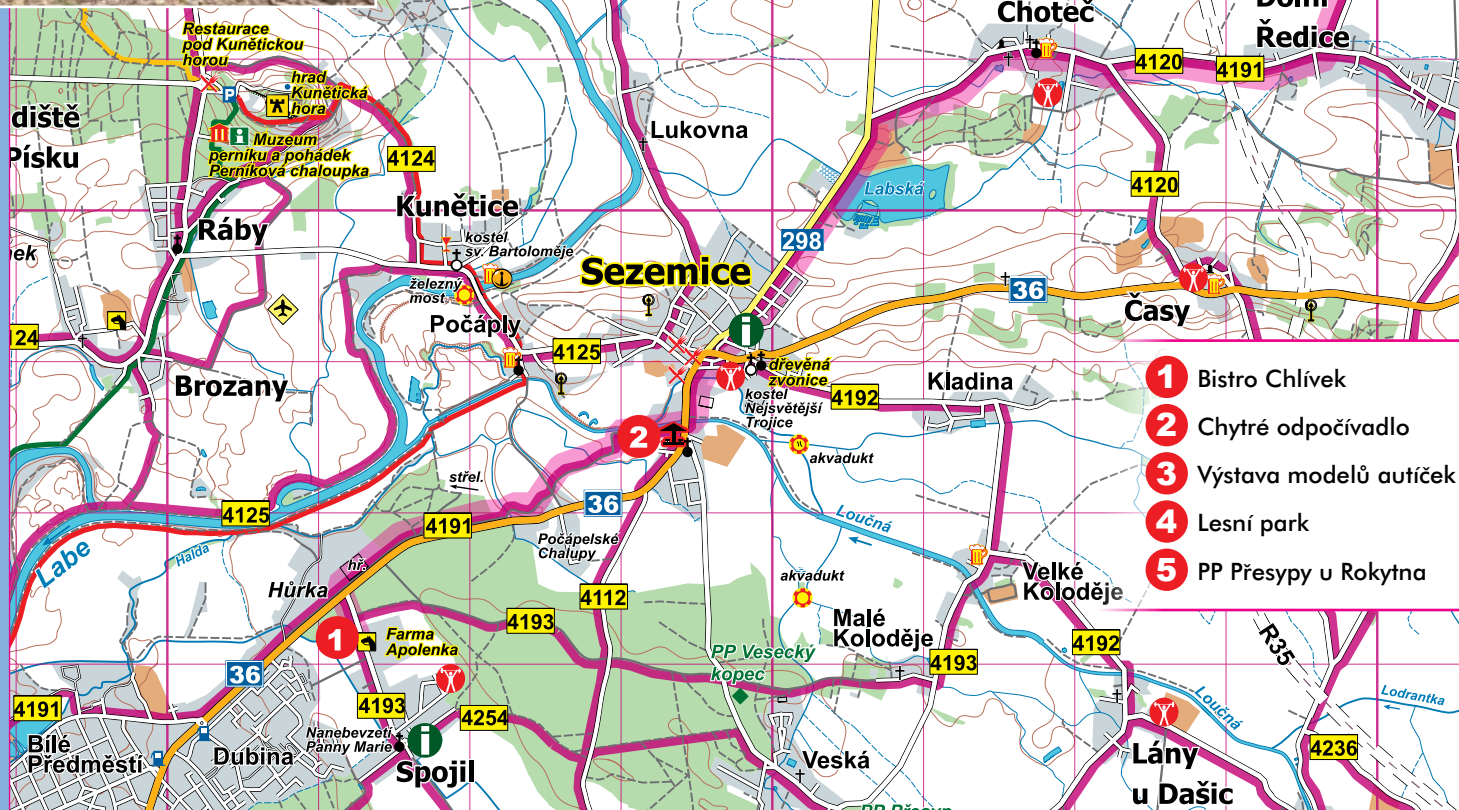 Restaurace
pod Kunětickou
horou
P
hrad
Kunětická
hora
i
Muzeum
perníku a pohádek
Perníková chaloupka
diště
Písku
4124
Lukovna
Choteč
Ředice
4120
4191
4120
Labská
298
Ráby
Kunětice
kostel
sv. Bartoloměje
železný
most
Sezemice
36
Časy
Počáply
i
4125
dřevěná
zvonice
kostel
Nejsvětější
Trojice
4192
Kladina
24
Brozany
2
akvadukt
střel.
36
4125
4191
Počápelské
Chalupy
Loučná
Labe
Halda
hř.
Hůrka
akvadukt
Velké
Koloděje
4112
Malé
Koloděje
4193
1
Farma
Apolenka
4192
R35
PP Vesecký
kopec
4193
36
4193
4254
4191
Nanebevzetí
Panny Marie
i
Loučná
Lodrantka
Bílé
Předměstí
Dubina
Spojil
Veská
Lány
u Dašic
4236
1 Bistro Chlívek
2 Chytré odpočívadlo
3 Výstava modelů autíček
4 Lesní park
5 PP Přesypy u Rokytna